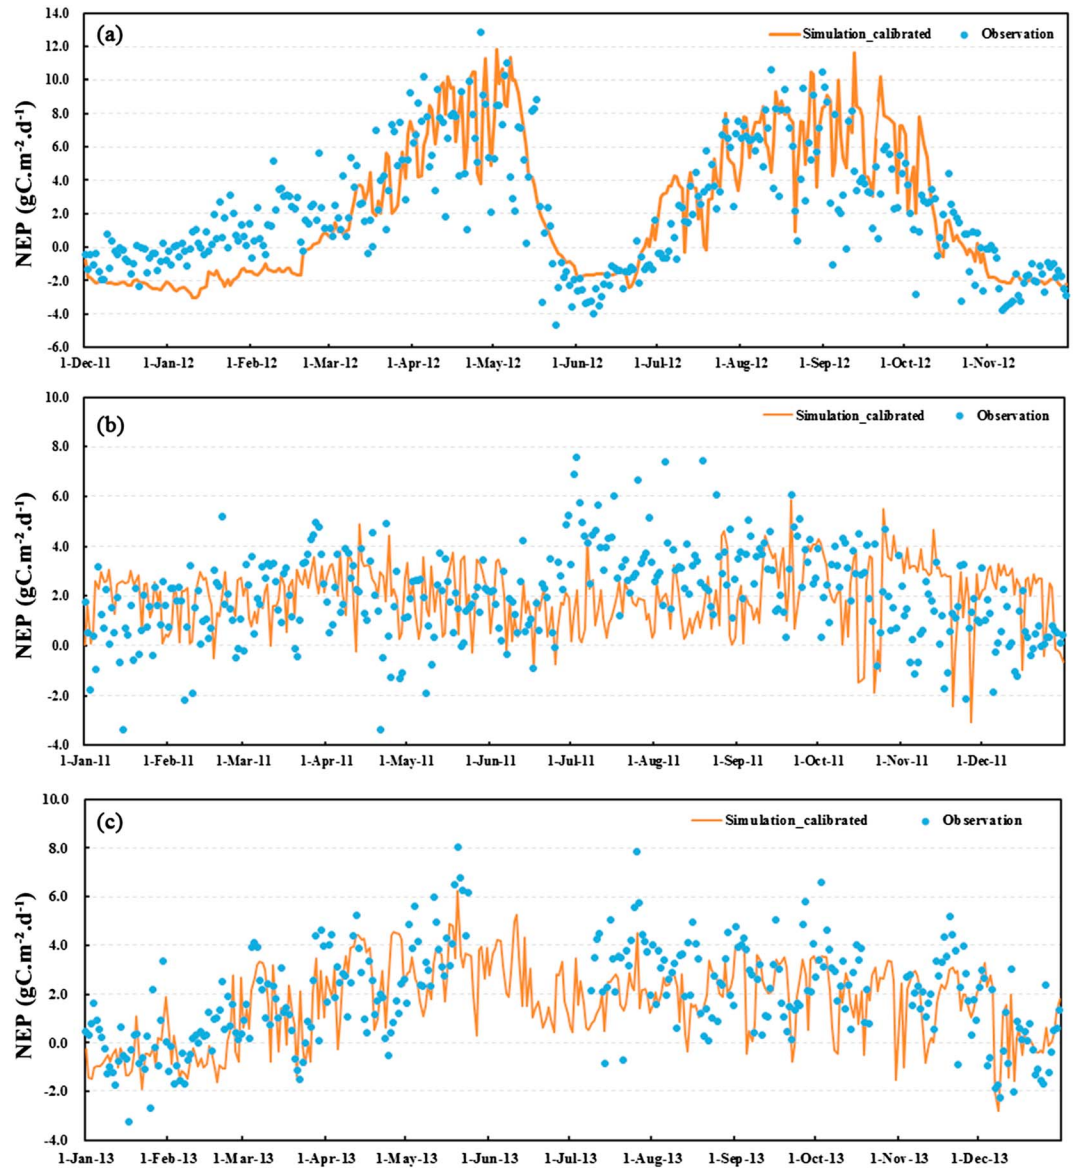 (a)
Simulation_calibrated Observation
NEP (gC.m⁻².d⁻¹)
14.0
12.0
10.0
8.0
6.0
4.0
2.0
0.0
-2.0
-4.0
-6.0
1-Dec-11 1-Jan-12 1-Feb-12 1-Mar-12 1-Apr-12 1-May-12 1-Jun-12 1-Jul-12 1-Aug-12 1-Sep-12 1-Oct-12 1-Nov-12
(b)
Simulation_calibrated Observation
NEP (gC.m⁻².d⁻¹)
10.0
8.0
6.0
4.0
2.0
0.0
-2.0
-4.0
1-Jan-11 1-Feb-11 1-Mar-11 1-Apr-11 1-May-11 1-Jun-11 1-Jul-11 1-Aug-11 1-Sep-11 1-Oct-11 1-Nov-11 1-Dec-11
(c)
Simulation_calibrated Observation
NEP (gC.m⁻².d⁻¹)
10.0
8.0
6.0
4.0
2.0
0.0
-2.0
-4.0
1-Jan-13 1-Feb-13 1-Mar-13 1-Apr-13 1-May-13 1-Jun-13 1-Jul-13 1-Aug-13 1-Sep-13 1-Oct-13 1-Nov-13 1-Dec-13